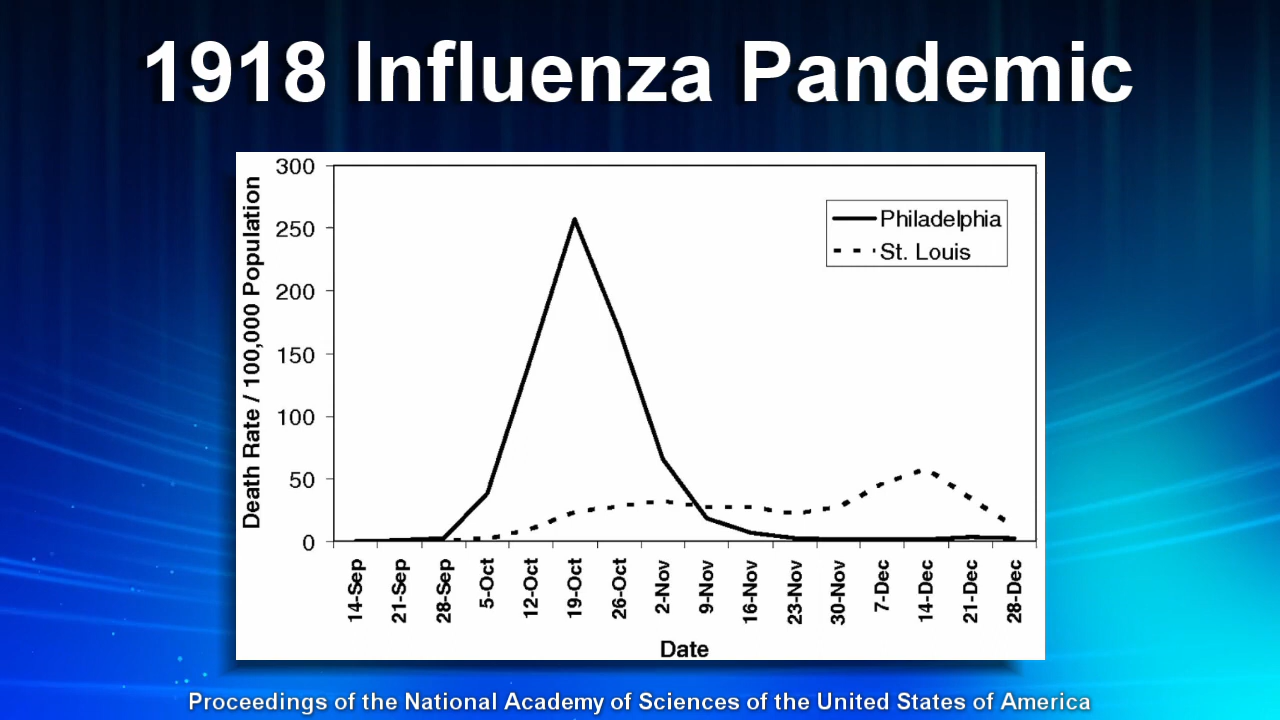 1918 Influenza Pandemic
Death Rate / 100,000 Population
300
250
200
150
100
50
0
Philadelphia
St. Louis
14-Sep
21-Sep
28-Sep
5-Oct
12-Oct
19-Oct
26-Oct
2-Nov
9-Nov
16-Nov
23-Nov
30-Nov
7-Dec
14-Dec
21-Dec
28-Dec
Date
Proceedings of the National Academy of Sciences of the United States of America